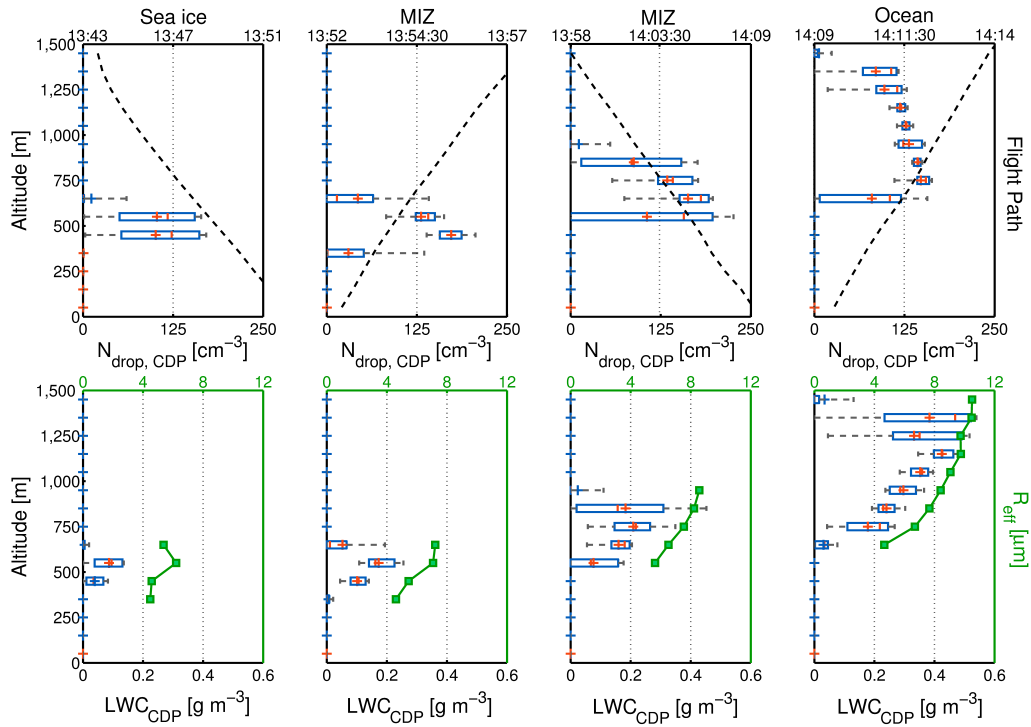 Sea ice
MIZ
MIZ
Ocean
13:43 13:47 13:51
13:52 13:54:30 13:57
13:58 14:03:30 14:09
14:09 14:11:30 14:14
1,500
1,250
1,000
750
500
250
0
Altitude [m]
Flight Path
0 125 250
0 125 250
0 125 250
0 125 250
N_drop, CDP [cm⁻³]
N_drop, CDP [cm⁻³]
N_drop, CDP [cm⁻³]
N_drop, CDP [cm⁻³]
0 4 8 12
0 4 8 12
0 4 8 12
0 4 8 12
1,500
1,250
1,000
750
500
250
0
Altitude [m]
R_eff [μm]
0 0.2 0.4 0.6
0 0.2 0.4 0.6
0 0.2 0.4 0.6
0 0.2 0.4 0.6
LWC_CDP [g m⁻³]
LWC_CDP [g m⁻³]
LWC_CDP [g m⁻³]
LWC_CDP [g m⁻³]